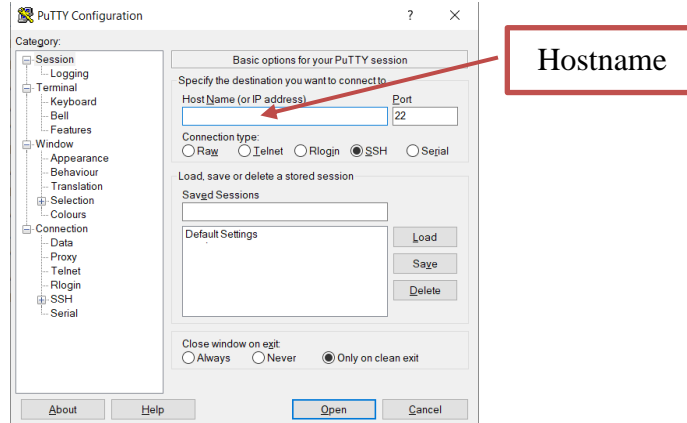 PuTTY Configuration ? ×
Category:
Session
Logging
Terminal
Keyboard
Bell
Features
Window
Appearance
Behaviour
Translation
Selection
Colours
Connection
Data
Proxy
Telnet
Rlogin
SSH
Serial
Basic options for your PuTTY session
Specify the destination you want to connect to
Host Name (or IP address) Port
22
Connection type:
Raw Telnet Rlogin SSH Serial
Load, save or delete a stored session
Saved Sessions
Default Settings
Load
Save
Delete
Close window on exit:
Always Never Only on clean exit
About Help Open Cancel
Hostname